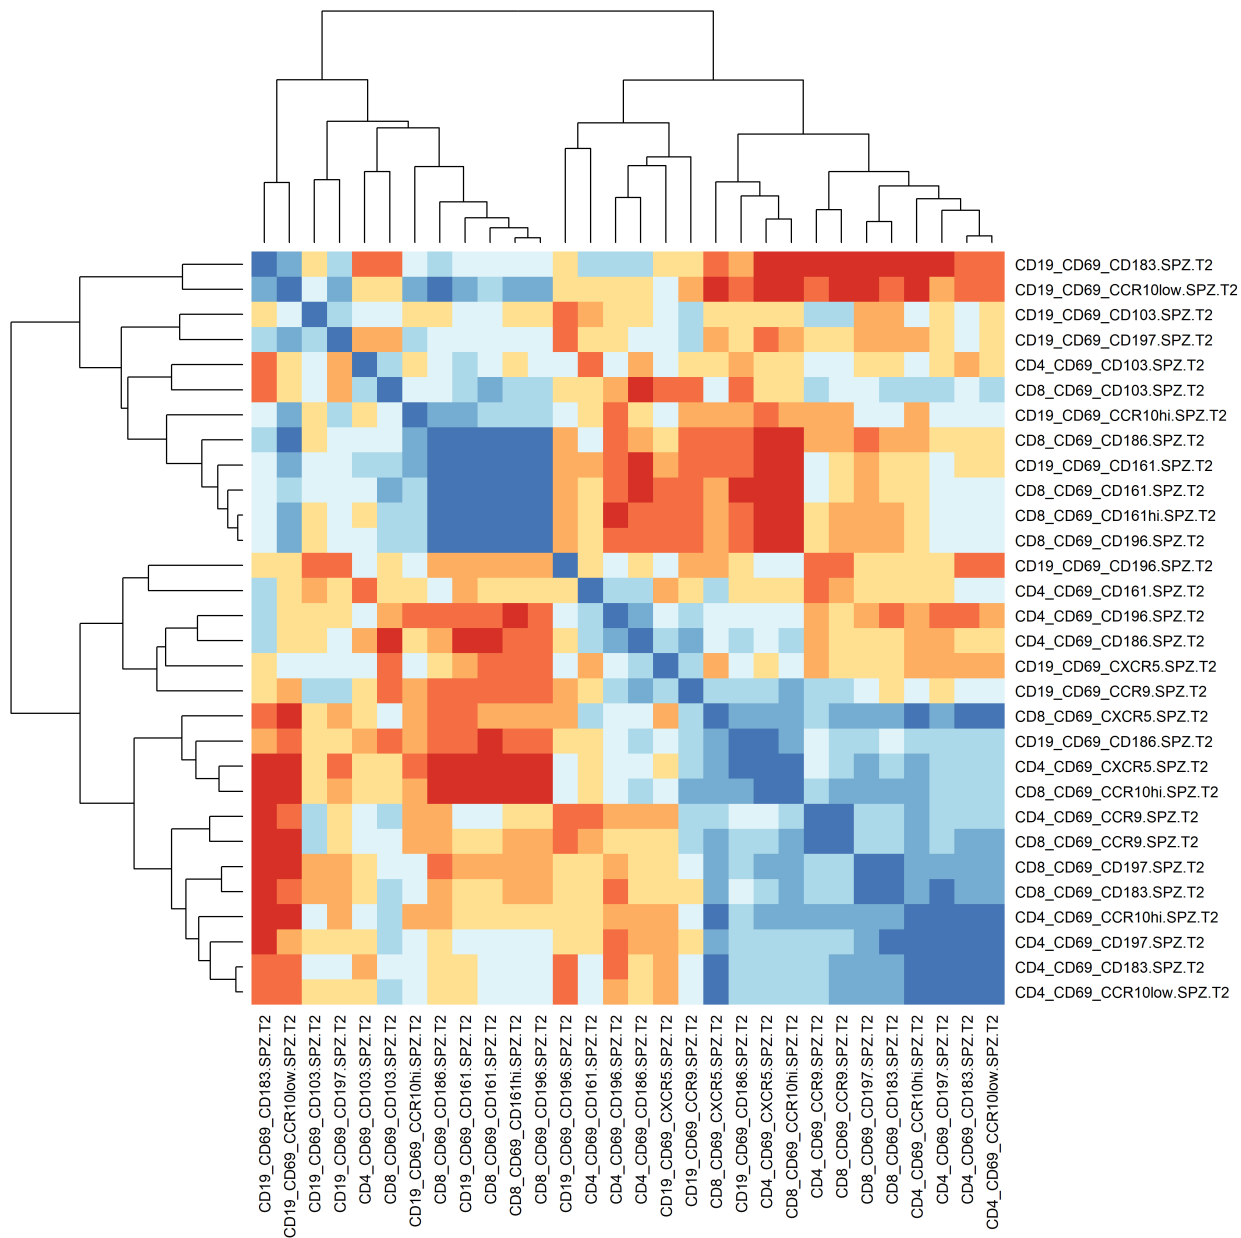 CD19_CD69_CD183.SPZ.T2
CD19_CD69_CCR10low.SPZ.T2
CD19_CD69_CD103.SPZ.T2
CD19_CD69_CD197.SPZ.T2
CD4_CD69_CD103.SPZ.T2
CD8_CD69_CD103.SPZ.T2
CD19_CD69_CCR10hi.SPZ.T2
CD8_CD69_CD186.SPZ.T2
CD19_CD69_CD161.SPZ.T2
CD8_CD69_CD161.SPZ.T2
CD8_CD69_CD161hi.SPZ.T2
CD8_CD69_CD196.SPZ.T2
CD19_CD69_CD196.SPZ.T2
CD4_CD69_CD161.SPZ.T2
CD4_CD69_CD196.SPZ.T2
CD4_CD69_CD186.SPZ.T2
CD19_CD69_CXCR5.SPZ.T2
CD19_CD69_CCR9.SPZ.T2
CD8_CD69_CXCR5.SPZ.T2
CD19_CD69_CD186.SPZ.T2
CD4_CD69_CXCR5.SPZ.T2
CD8_CD69_CCR10hi.SPZ.T2
CD4_CD69_CCR9.SPZ.T2
CD8_CD69_CCR9.SPZ.T2
CD8_CD69_CD197.SPZ.T2
CD8_CD69_CD183.SPZ.T2
CD4_CD69_CCR10hi.SPZ.T2
CD4_CD69_CD197.SPZ.T2
CD4_CD69_CD183.SPZ.T2
CD4_CD69_CCR10low.SPZ.T2
CD19_CD69_CD183.SPZ.T2
CD19_CD69_CCR10low.SPZ.T2
CD19_CD69_CD103.SPZ.T2
CD19_CD69_CD197.SPZ.T2
CD4_CD69_CD103.SPZ.T2
CD8_CD69_CD103.SPZ.T2
CD19_CD69_CCR10hi.SPZ.T2
CD8_CD69_CD186.SPZ.T2
CD19_CD69_CD161.SPZ.T2
CD8_CD69_CD161.SPZ.T2
CD8_CD69_CD161hi.SPZ.T2
CD8_CD69_CD196.SPZ.T2
CD19_CD69_CD196.SPZ.T2
CD4_CD69_CD161.SPZ.T2
CD4_CD69_CD196.SPZ.T2
CD4_CD69_CD186.SPZ.T2
CD19_CD69_CXCR5.SPZ.T2
CD19_CD69_CCR9.SPZ.T2
CD8_CD69_CXCR5.SPZ.T2
CD19_CD69_CD186.SPZ.T2
CD4_CD69_CXCR5.SPZ.T2
CD8_CD69_CCR10hi.SPZ.T2
CD4_CD69_CCR9.SPZ.T2
CD8_CD69_CCR9.SPZ.T2
CD8_CD69_CD197.SPZ.T2
CD8_CD69_CD183.SPZ.T2
CD4_CD69_CCR10hi.SPZ.T2
CD4_CD69_CD197.SPZ.T2
CD4_CD69_CD183.SPZ.T2
CD4_CD69_CCR10low.SPZ.T2